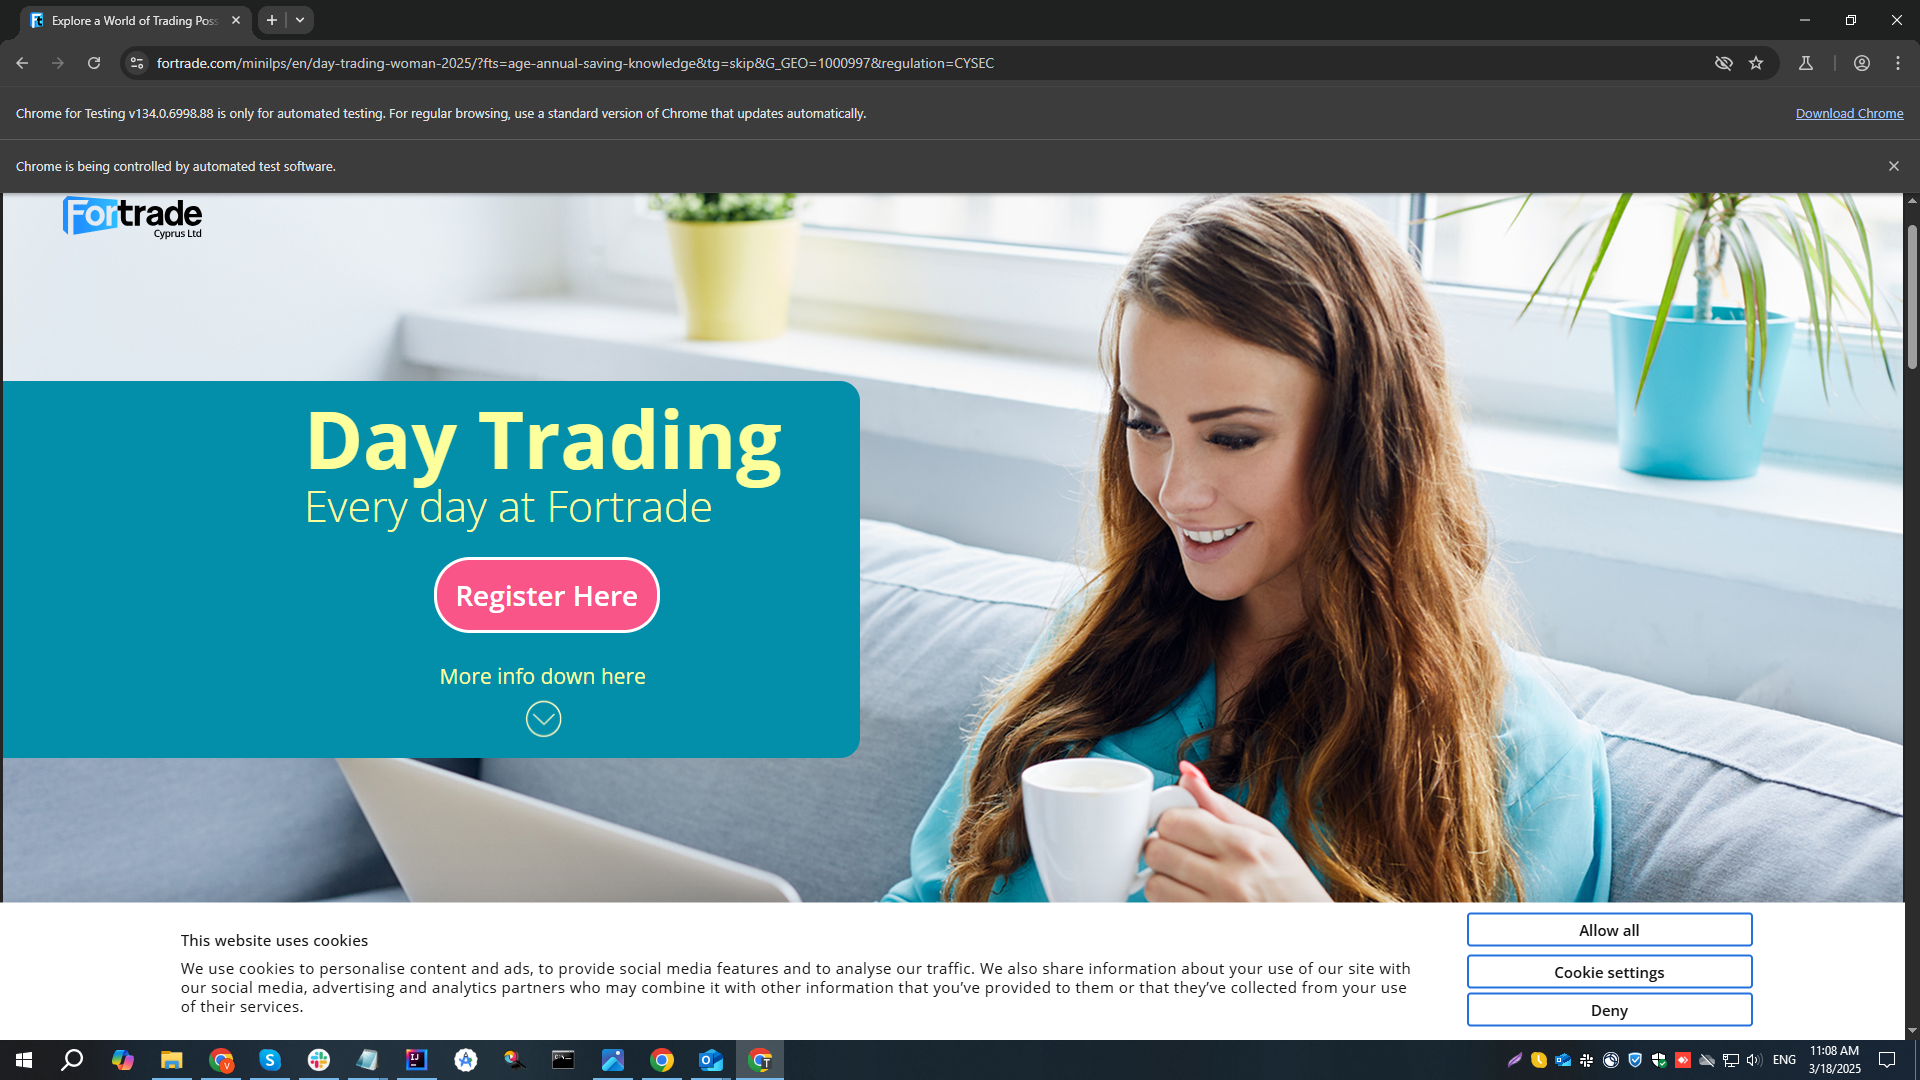 Explore a World of Trading Pos
fortrade.com/minilps/en/day-trading-woman-2025/?fts=age-annual-saving-knowledge&tg=skip&G_GEO=1000997&regulation=CYSEC
Chrome for Testing v134.0.6998.88 is only for automated testing. For regular browsing, use a standard version of Chrome that updates automatically.
Download Chrome
Chrome is being controlled by automated test software.
Fortrade
Cyprus Ltd
Day Trading
Every day at Fortrade
Register Here
More info down here
This website uses cookies
We use cookies to personalise content and ads, to provide social media features and to analyse our traffic. We also share information about your use of our site with
our social media, advertising and analytics partners who may combine it with other information that you've provided to them or that they've collected from your use
of their services.
Allow all
Cookie settings
Deny
ENG
11:08 AM
3/18/2025